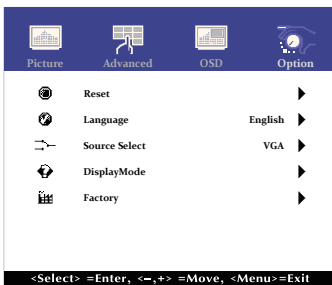 Picture Advanced OSD Option
Reset
Language English
Source Select VGA
DisplayMode
Factory
<Select> =Enter, <−,+> =Move, <Menu>=Exit